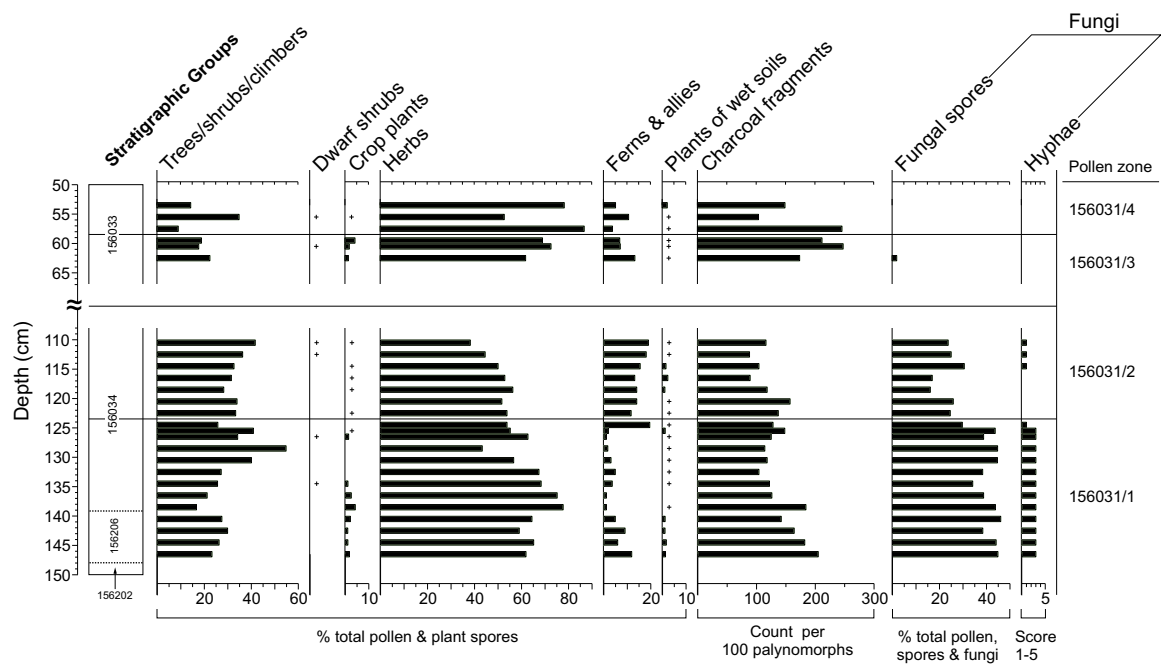 Fungi
Stratigraphic Groups
Trees/shrubs/climbers
Dwarf shrubs
Crop plants
Herbs
Ferns & allies
Plants of wet soils
Charcoal fragments
Fungal spores
Hyphae
Pollen zone
50
55
60
65
110
115
120
125
130
135
140
145
150
Depth (cm)
≈
156033
156034
156206
156202
+ +
+
+ + +
+ + + +
+ +
+ + +
+ + +
+
+
+
+ +
+ +
+
+ +
+
+
+
+ +
+
156031/4
156031/3
156031/2
156031/1
20 40 60 10 20 40 60 80 20 10 100 200 300 20 40 5
% total pollen & plant spores
Count per
100 palynomorphs
% total pollen,
spores & fungi
Score
1-5